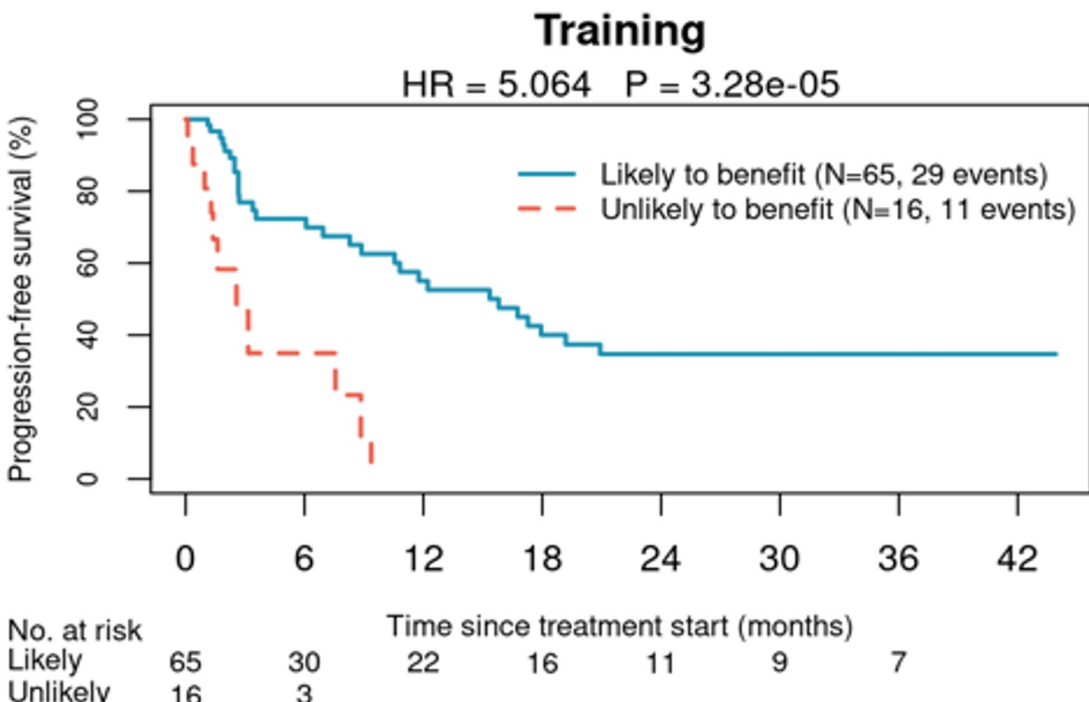 Training
HR = 5.064 P = 3.28e-05
Progression-free survival (%)
100
80
60
40
20
0
Likely to benefit (N=65, 29 events)
Unlikely to benefit (N=16, 11 events)
0 6 12 18 24 30 36 42
Time since treatment start (months)
No. at risk
Likely 65 30 22 16 11 9 7
Unlikely 16 3